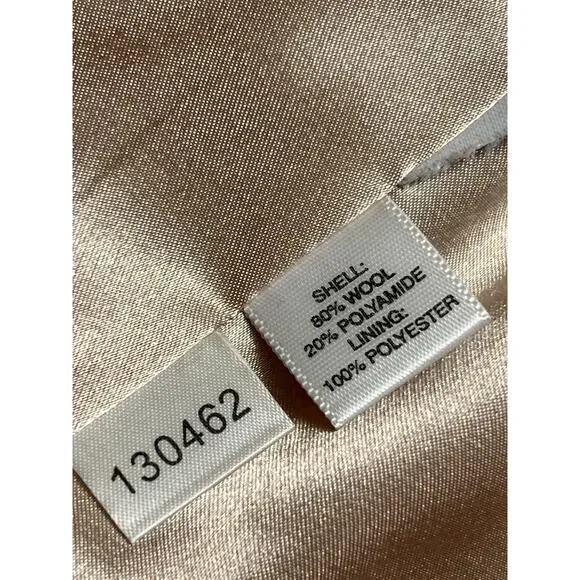 SHELL:
80% WOOL
20% POLYAMIDE
LINING:
100% POLYESTER
130462